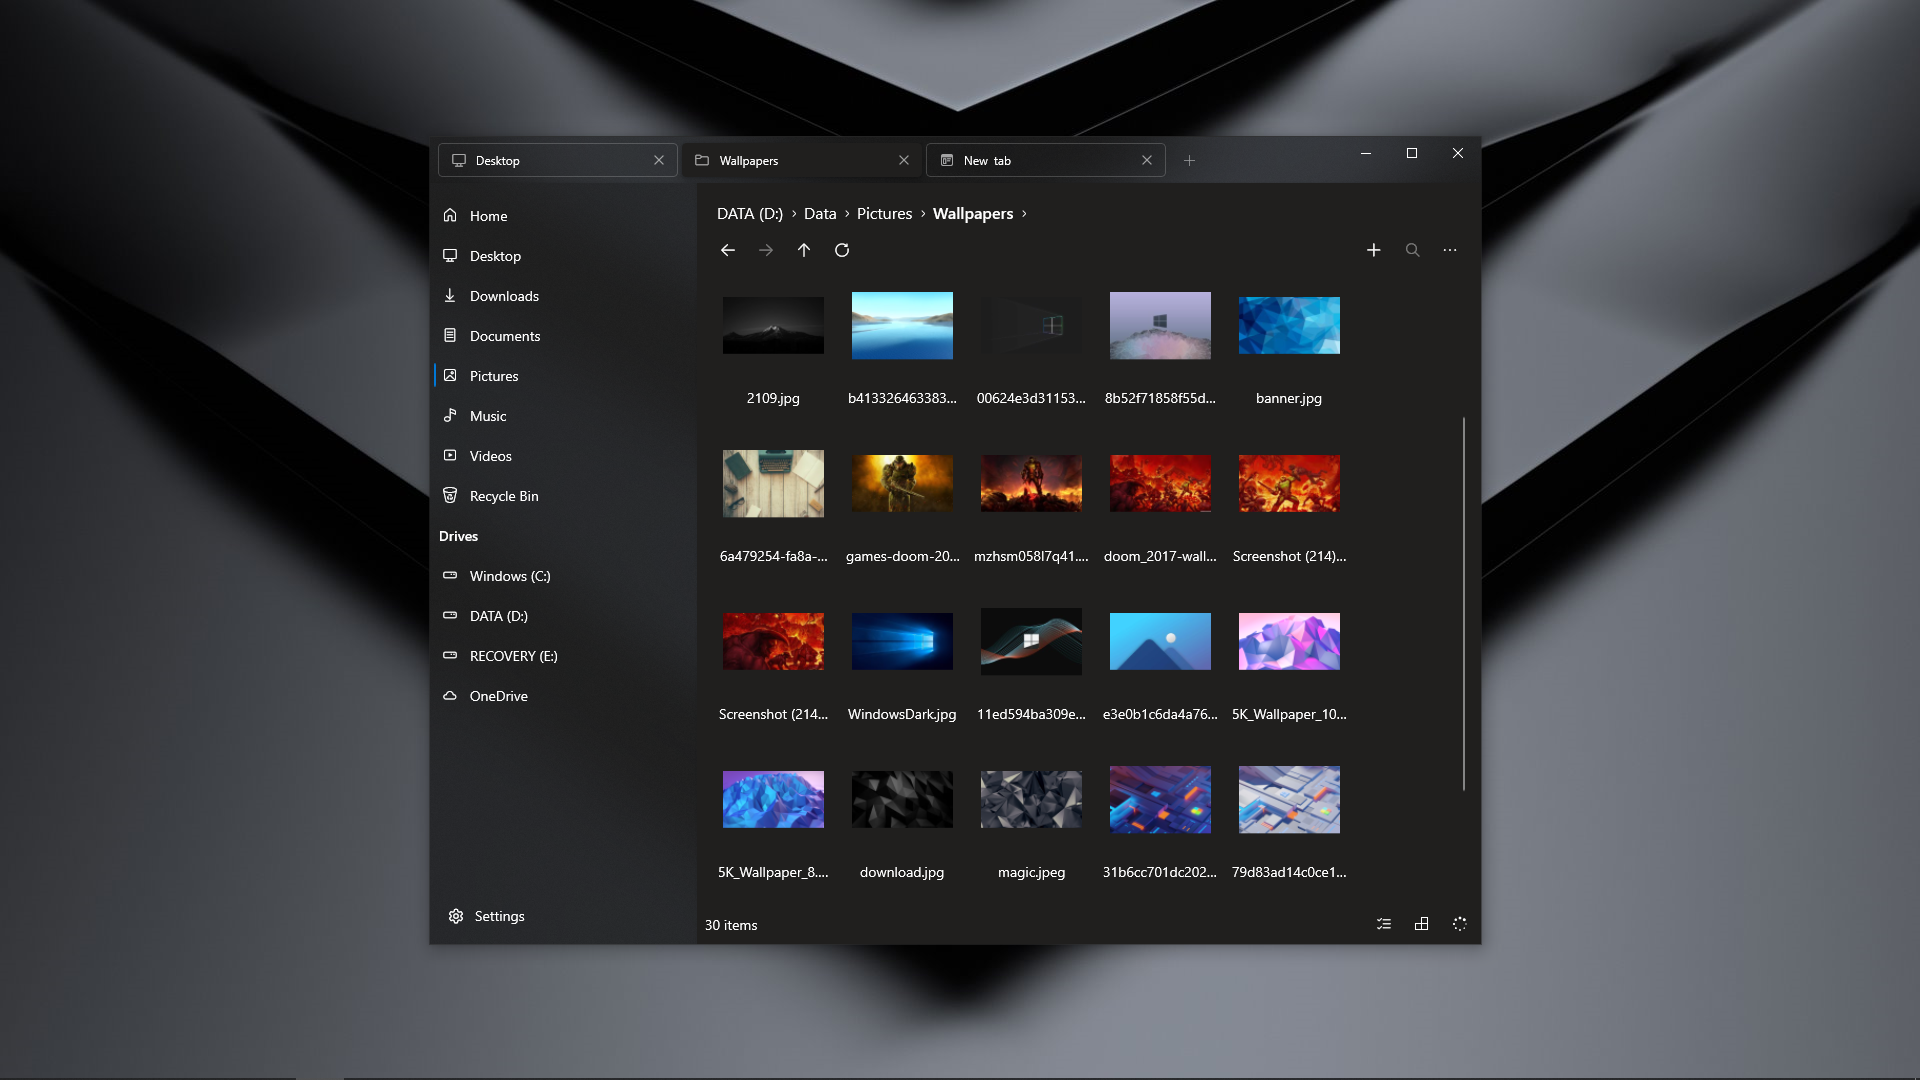 Desktop
Wallpapers
New tab
Home
Desktop
Downloads
Documents
Pictures
Music
Videos
Recycle Bin
Drives
Windows (C:)
DATA (D:)
RECOVERY (E:)
OneDrive
Settings
DATA (D:) › Data › Pictures › Wallpapers ›
2109.jpg b413326463383... 00624e3d31153... 8b52f71858f55d... banner.jpg
6a479254-fa8a-... games-doom-20... mzhsm058l7q41.... doom_2017-wall... Screenshot (214)...
Screenshot (214... WindowsDark.jpg 11ed594ba309e... e3e0b1c6da4a76... 5K_Wallpaper_10...
5K_Wallpaper_8.... download.jpg magic.jpeg 31b6cc701dc202... 79d83ad14c0ce1...
30 items